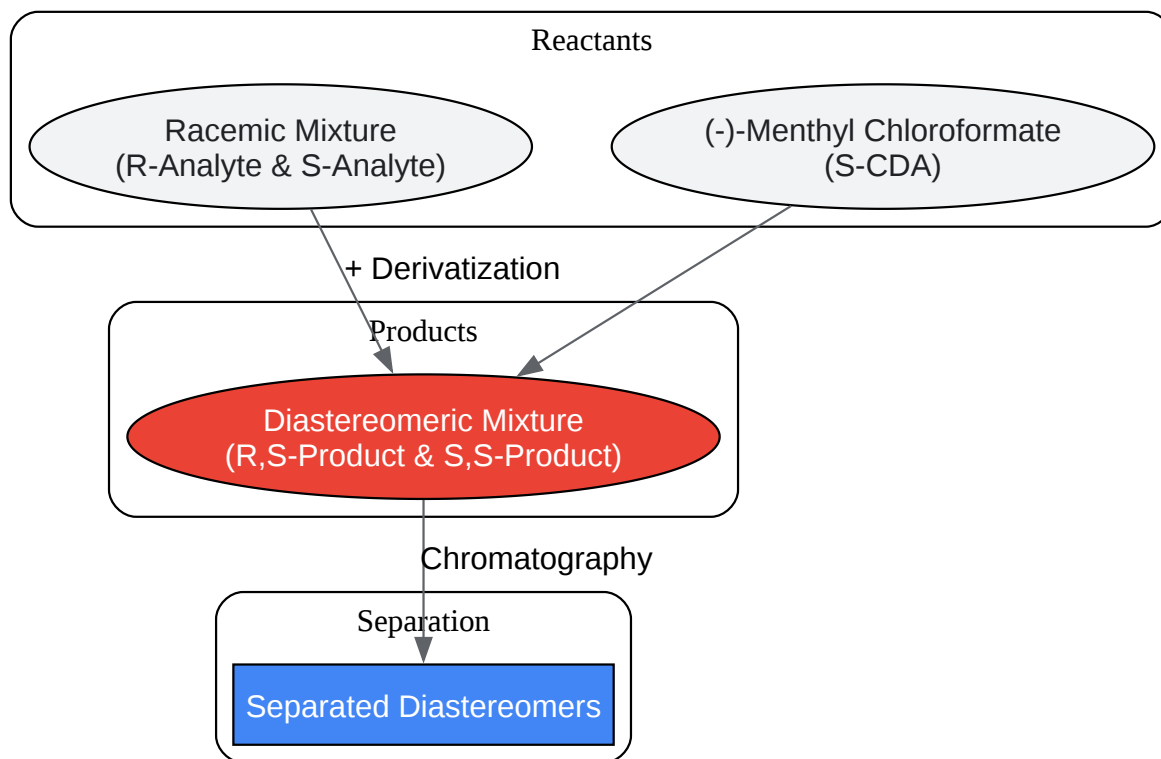 Reactants
Racemic Mixture
(R-Analyte & S-Analyte)
(-)-Menthyl Chloroformate
(S-CDA)
+ Derivatization
Products
Diastereomeric Mixture
(R,S-Product & S,S-Product)
Chromatography
Separation
Separated Diastereomers